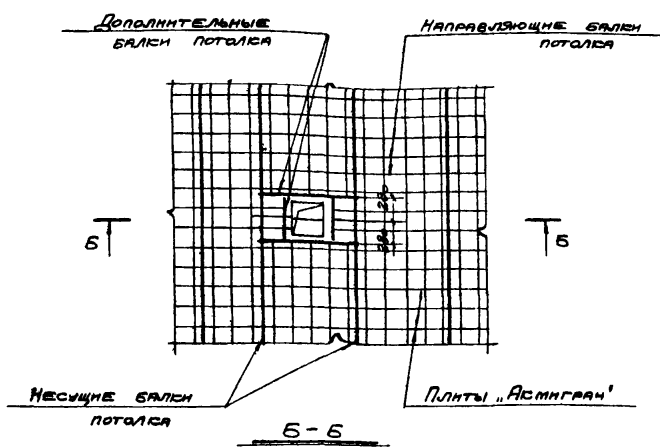 Дополнительные
балки потолка
Направляющие балки
потолка
Б
Б
Несущие балки
потолка
Плиты „Акмигран"
Б-Б